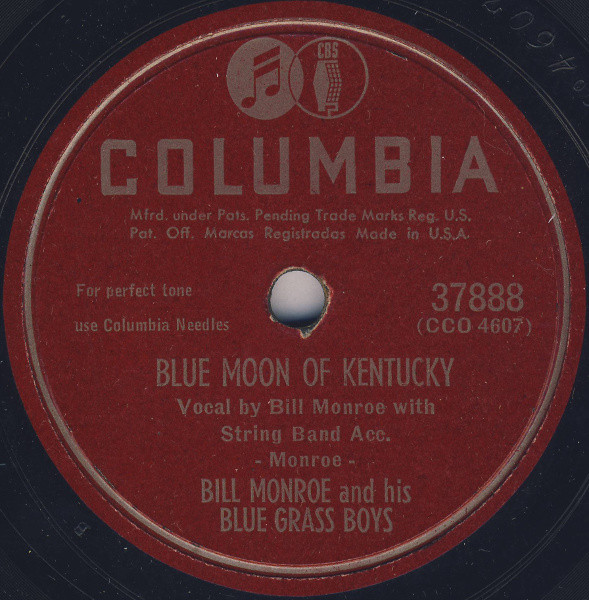 CBS
COLUMBIA
Mfrd. under Pats. Pending Trade Marks Reg. U.S.
Pat. Off. Marcas Registradas Made in U.S.A.
For perfect tone
use Columbia Needles
37888
(CCO 4607)
BLUE MOON OF KENTUCKY
Vocal by Bill Monroe with
String Band Acc.
- Monroe -
BILL MONROE and his
BLUE GRASS BOYS
B